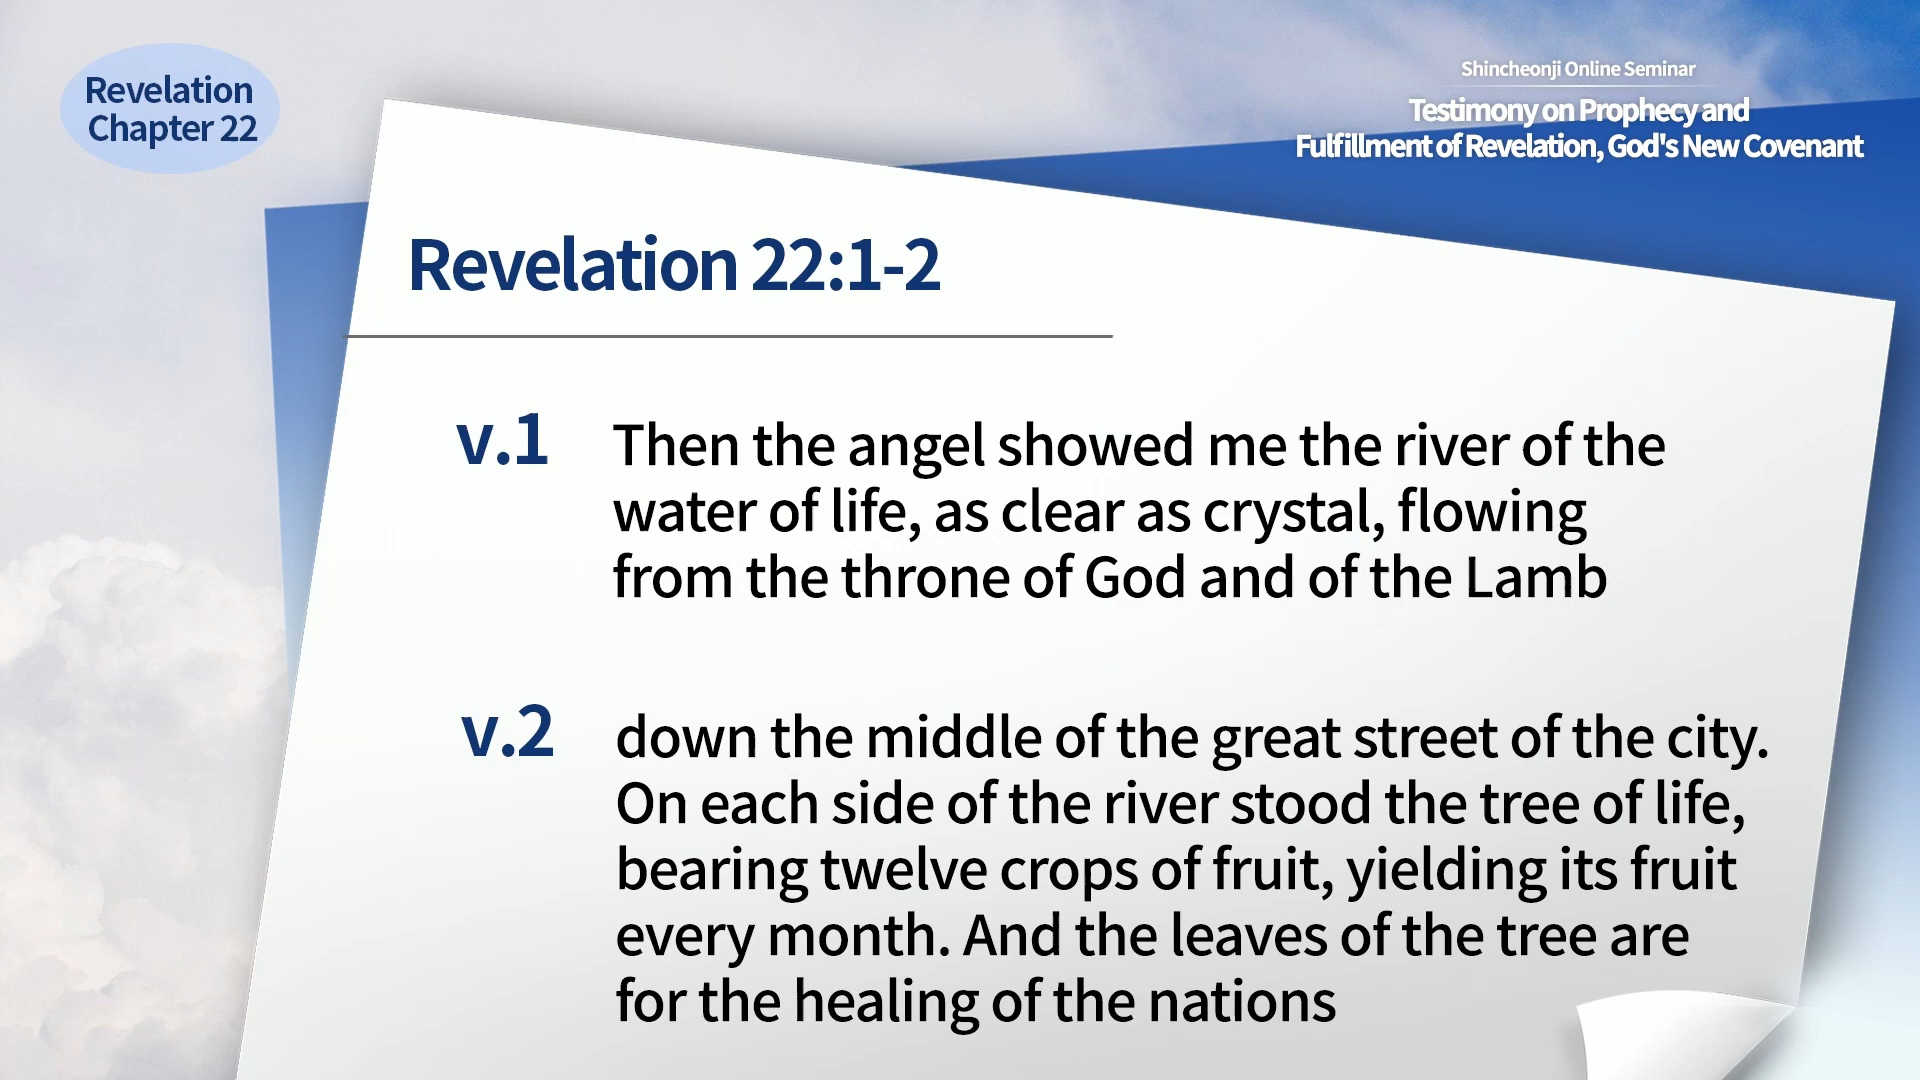 Revelation
Chapter 22
Shincheonji Online Seminar
Testimony on Prophecy and
Fulfillment of Revelation, God's New Covenant
Revelation 22:1-2
v.1 Then the angel showed me the river of the
water of life, as clear as crystal, flowing
from the throne of God and of the Lamb
v.2 down the middle of the great street of the city.
On each side of the river stood the tree of life,
bearing twelve crops of fruit, yielding its fruit
every month. And the leaves of the tree are
for the healing of the nations